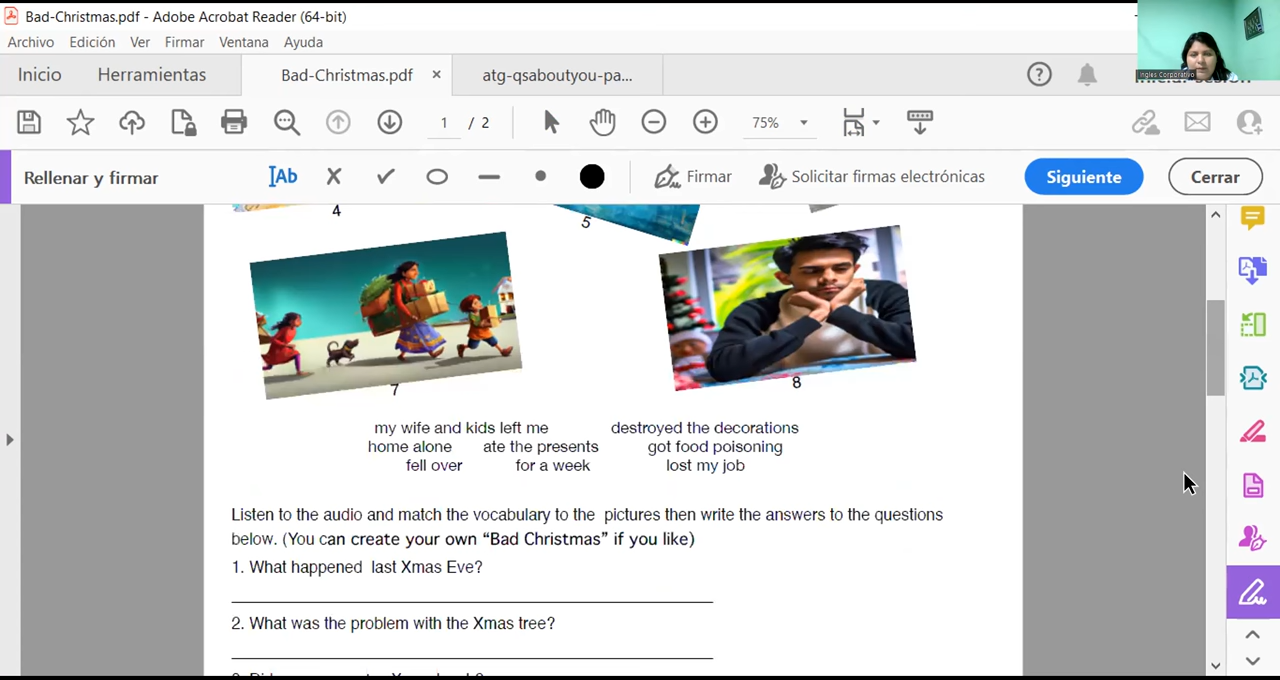 Bad-Christmas.pdf - Adobe Acrobat Reader (64-bit)
Archivo Edición Ver Firmar Ventana Ayuda
Ingles Corporativo
Inicio Herramientas Bad-Christmas.pdf × atg-qsaboutyou-pa... sesión
1 / 2 75%
Rellenar y firmar Ab Firmar Solicitar firmas electrónicas Siguiente Cerrar
4
5
7
8
my wife and kids left me destroyed the decorations
home alone ate the presents got food poisoning
fell over for a week lost my job
Listen to the audio and match the vocabulary to the pictures then write the answers to the questions
below. (You can create your own “Bad Christmas” if you like)
1. What happened last Xmas Eve?
2. What was the problem with the Xmas tree?